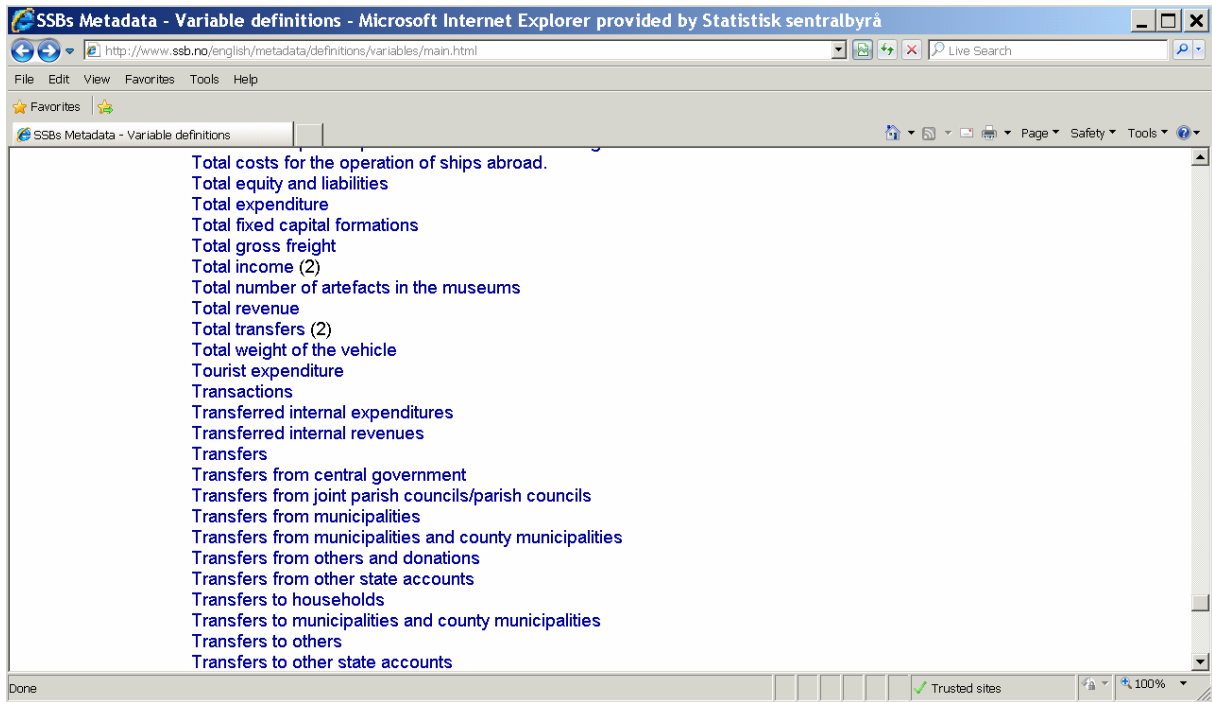 SSBs Metadata - Variable definitions - Microsoft Internet Explorer provided by Statistisk sentralbyrå
http://www.ssb.no/english/metadata/definitions/variables/main.html
Live Search
File Edit View Favorites Tools Help
Favorites
SSBs Metadata - Variable definitions
Page Safety Tools
Total costs for the operation of ships abroad.
Total equity and liabilities
Total expenditure
Total fixed capital formations
Total gross freight
Total income (2)
Total number of artefacts in the museums
Total revenue
Total transfers (2)
Total weight of the vehicle
Tourist expenditure
Transactions
Transferred internal expenditures
Transferred internal revenues
Transfers
Transfers from central government
Transfers from joint parish councils/parish councils
Transfers from municipalities
Transfers from municipalities and county municipalities
Transfers from others and donations
Transfers from other state accounts
Transfers to households
Transfers to municipalities and county municipalities
Transfers to others
Transfers to other state accounts
Done
Trusted sites
100%